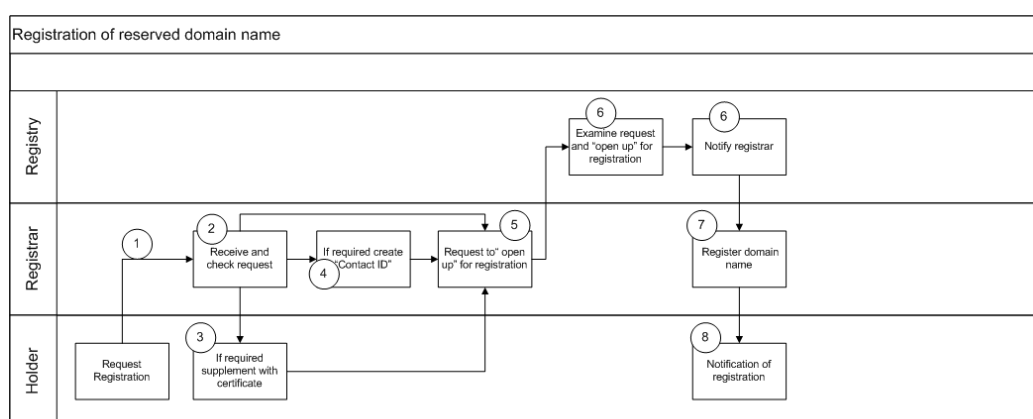 Registration of reserved domain name
Registry
6
Examine request
and "open up" for
registration
6
Notify registrar
Registrar
1
2
Receive and
check request
If required create
"Contact ID"
4
5
Request to" open
up" for registration
7
Register domain
name
Holder
Request
Registration
3
If required
supplement with
certificate
8
Notification of
registration